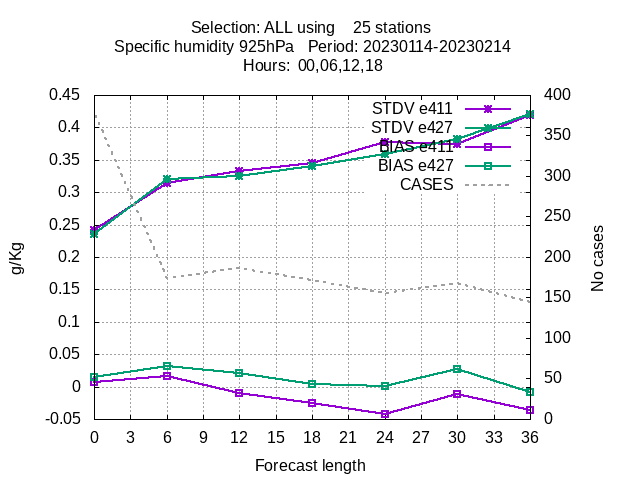 Selection: ALL using    25 stations
Specific humidity 925hPa   Period: 20230114-20230214
Hours:  00,06,12,18
0.45
0.4
0.35
0.3
0.25
0.2
0.15
0.1
0.05
0
-0.05
g/Kg
STDV e411
STDV e427
BIAS e411
BIAS e427
CASES
400
350
300
250
200
150
100
50
0
No cases
0 3 6 9 12 15 18 21 24 27 30 33 36
Forecast length